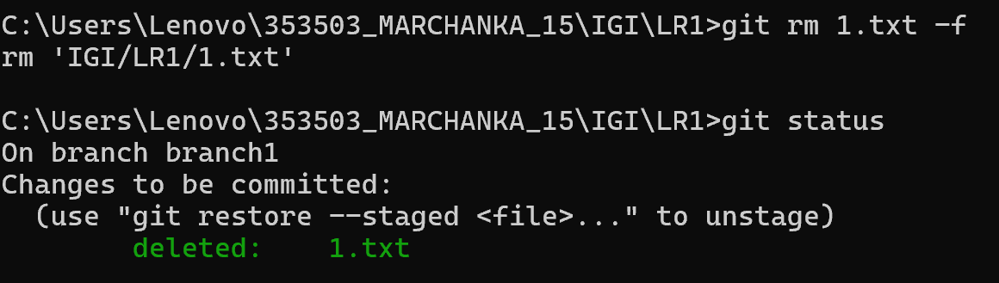 C:\Users\Lenovo\353503_MARCHANKA_15\IGI\LR1>git rm 1.txt -f
rm 'IGI/LR1/1.txt'
C:\Users\Lenovo\353503_MARCHANKA_15\IGI\LR1>git status
On branch branch1
Changes to be committed:
  (use "git restore --staged <file>..." to unstage)
        deleted:    1.txt